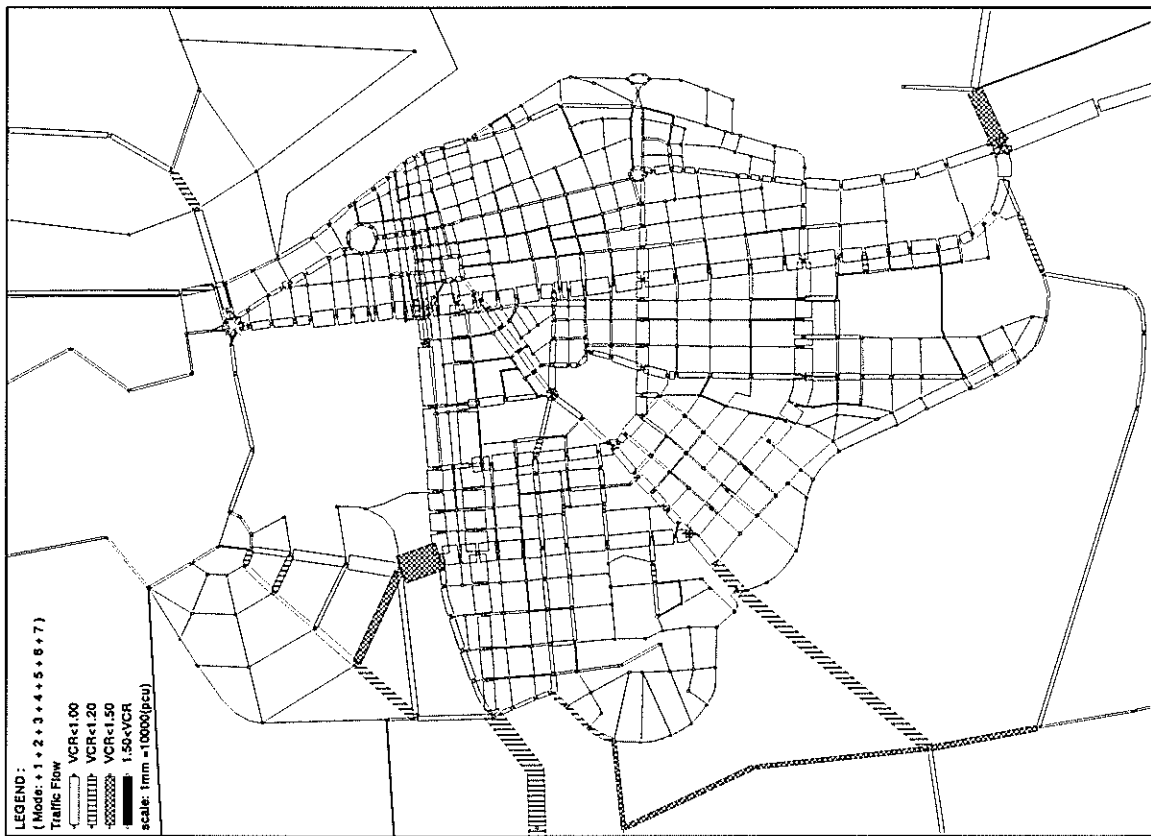 LEGEND :
( Mode: + 1 + 2 + 3 + 4 + 5 + 6 + 7 )
Traffic Flow
VCR<1.00
VCR<1.20
VCR<1.50
1.50<VCR
scale: 1mm =10000(pcu)